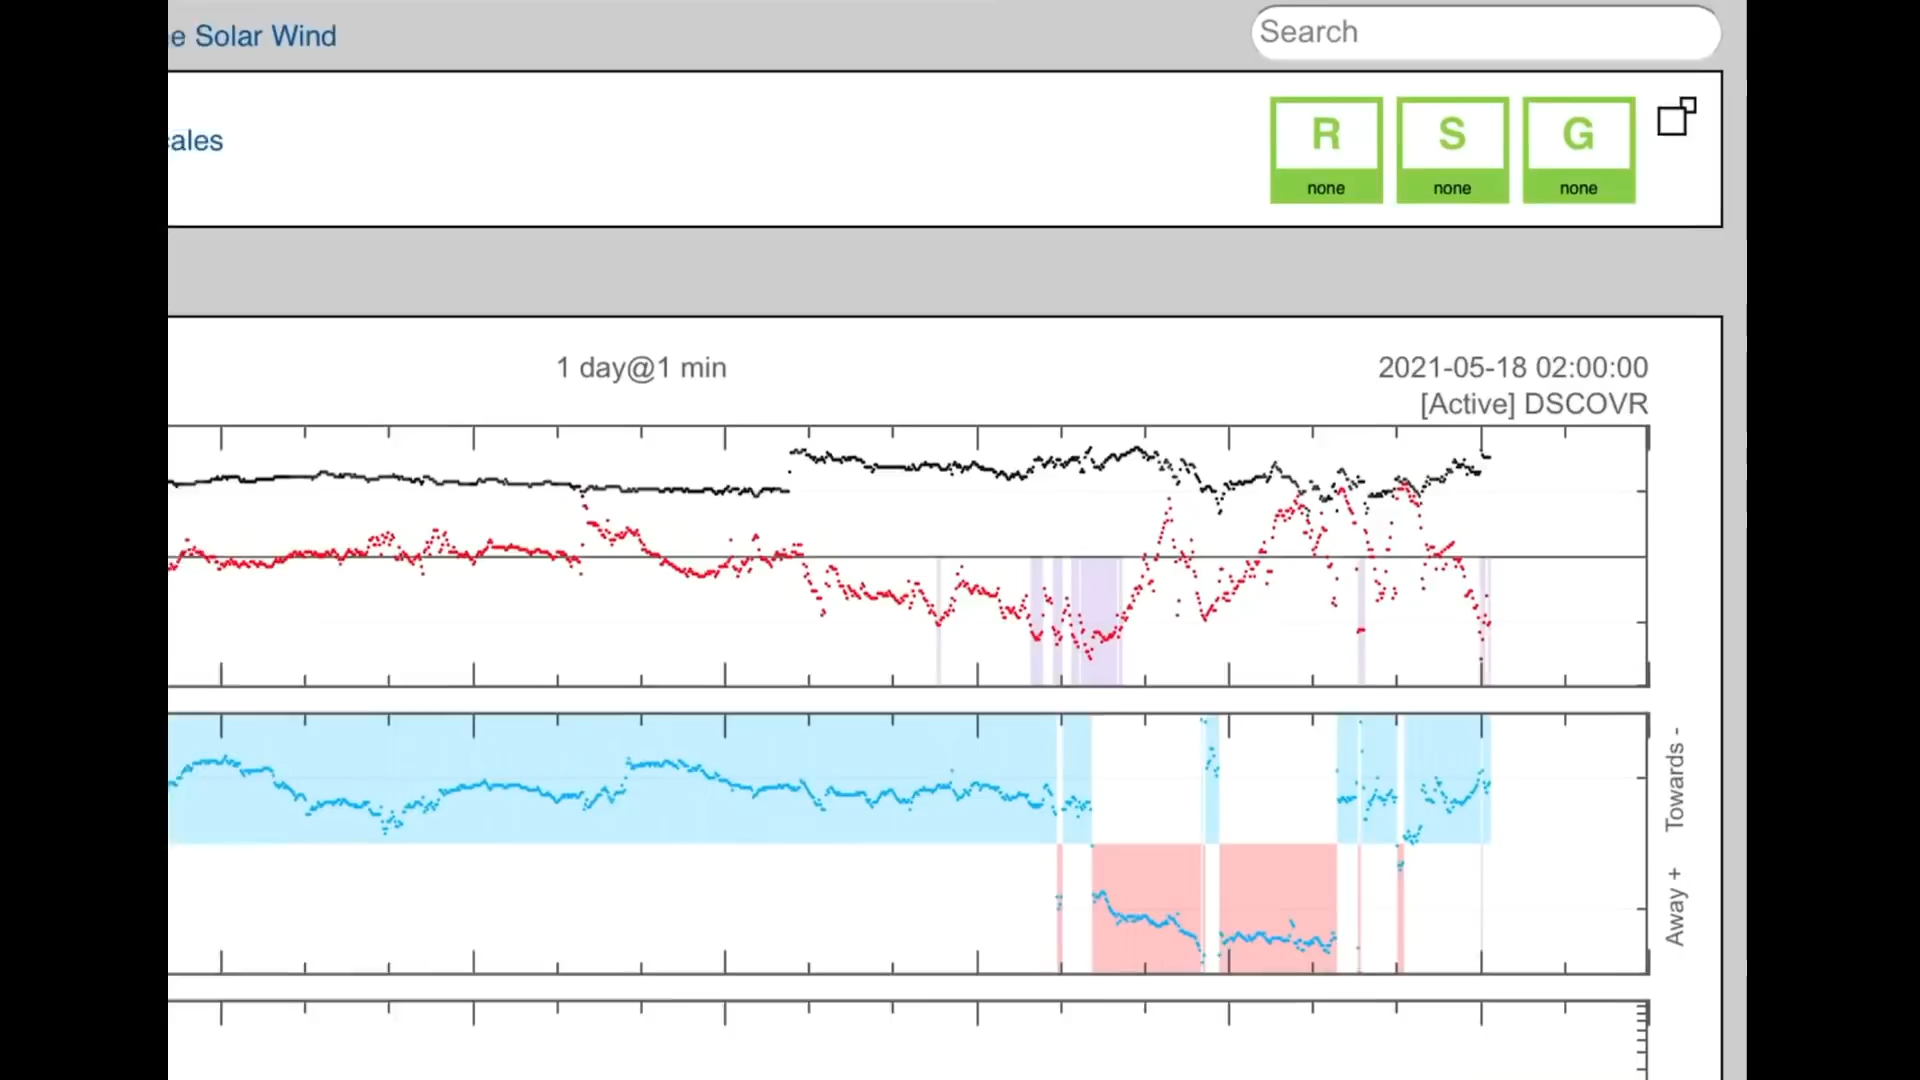 e Solar Wind
Search
cales
R S G
none none none
1 day@1 min
2021-05-18 02:00:00
[Active] DSCOVR
Towards -
Away +